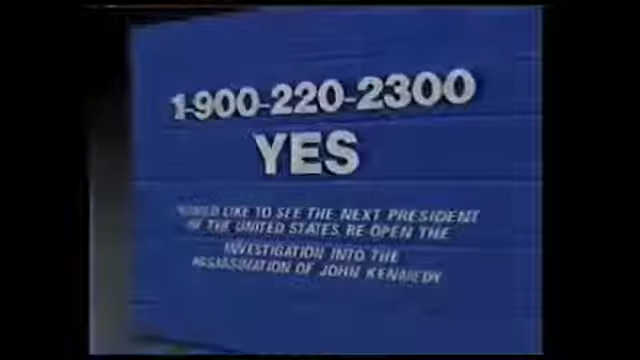 1-900-220-2300
YES
WOULD LIKE TO SEE THE NEXT PRESIDENT
OF THE UNITED STATES RE-OPEN THE
INVESTIGATION INTO THE
ASSASSINATION OF JOHN KENNEDY